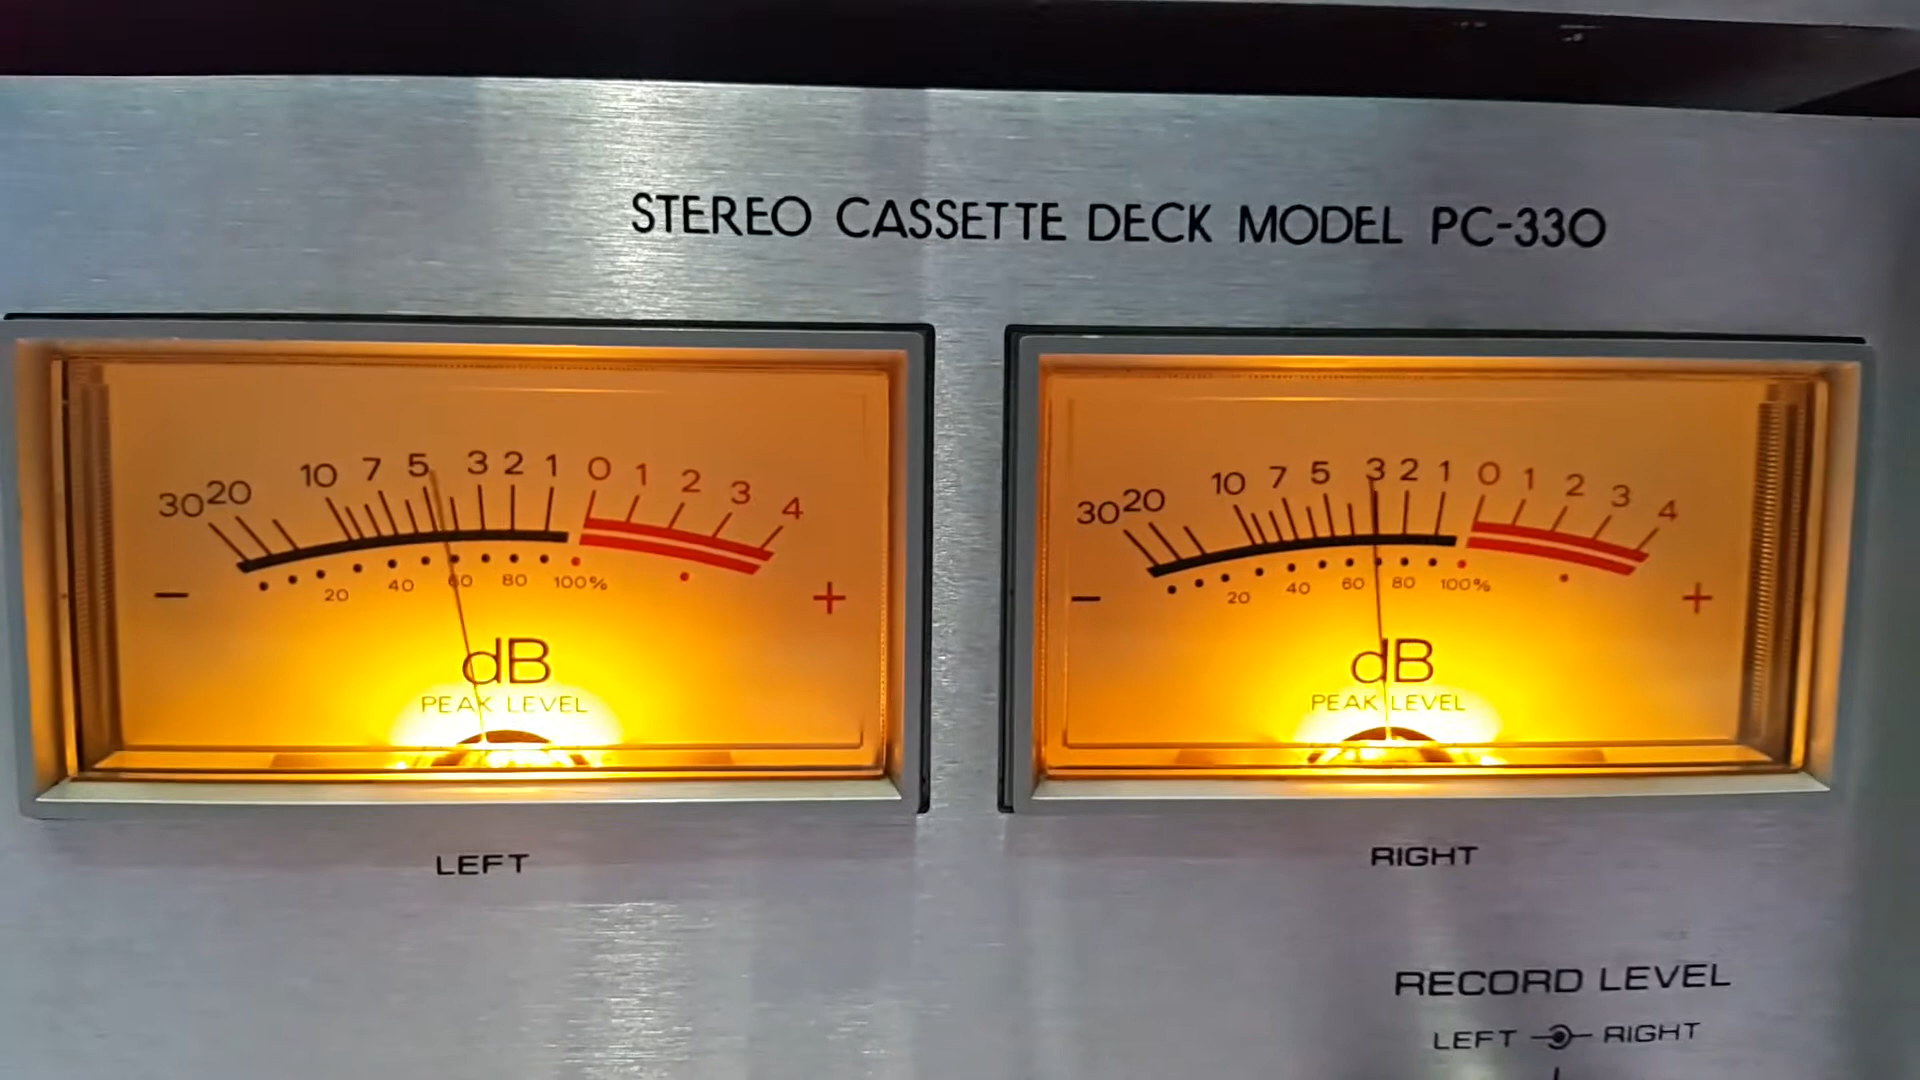 STEREO CASSETTE DECK MODEL PC-330
30 20 10 7 5 3 2 1 0 1 2 3 4
20 40 60 80 100%
− +
dB
PEAK LEVEL
LEFT
30 20 10 7 5 3 2 1 0 1 2 3 4
20 40 60 80 100%
− +
dB
PEAK LEVEL
RIGHT
RECORD LEVEL
LEFT RIGHT